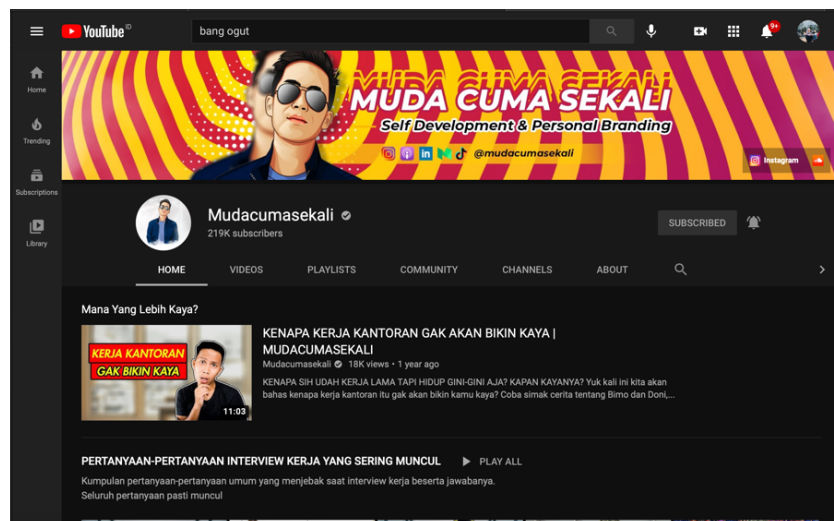 YouTube ID
bang ogut
9+
Home
Trending
Subscriptions
Library
MUDA CUMA SEKALI
Self Development & Personal Branding
@mudacumasekali
Instagram
Mudacumasekali
219K subscribers
SUBSCRIBED
HOME VIDEOS PLAYLISTS COMMUNITY CHANNELS ABOUT
Mana Yang Lebih Kaya?
KERJA KANTORAN
GAK BIKIN KAYA
11:03
KENAPA KERJA KANTORAN GAK AKAN BIKIN KAYA |
MUDACUMASEKALI
Mudacumasekali 18K views • 1 year ago
KENAPA SIH UDAH KERJA LAMA TAPI HIDUP GINI-GINI AJA? KAPAN KAYANYA? Yuk kali ini kita akan
bahas kenapa kerja kantoran itu gak akan bikin kamu kaya? Coba simak cerita tentang Bimo dan Doni,...
PERTANYAAN-PERTANYAAN INTERVIEW KERJA YANG SERING MUNCUL PLAY ALL
Kumpulan pertanyaan-pertanyaan umum yang menjebak saat interview kerja beserta jawabanya.
Seluruh pertanyaan pasti muncul